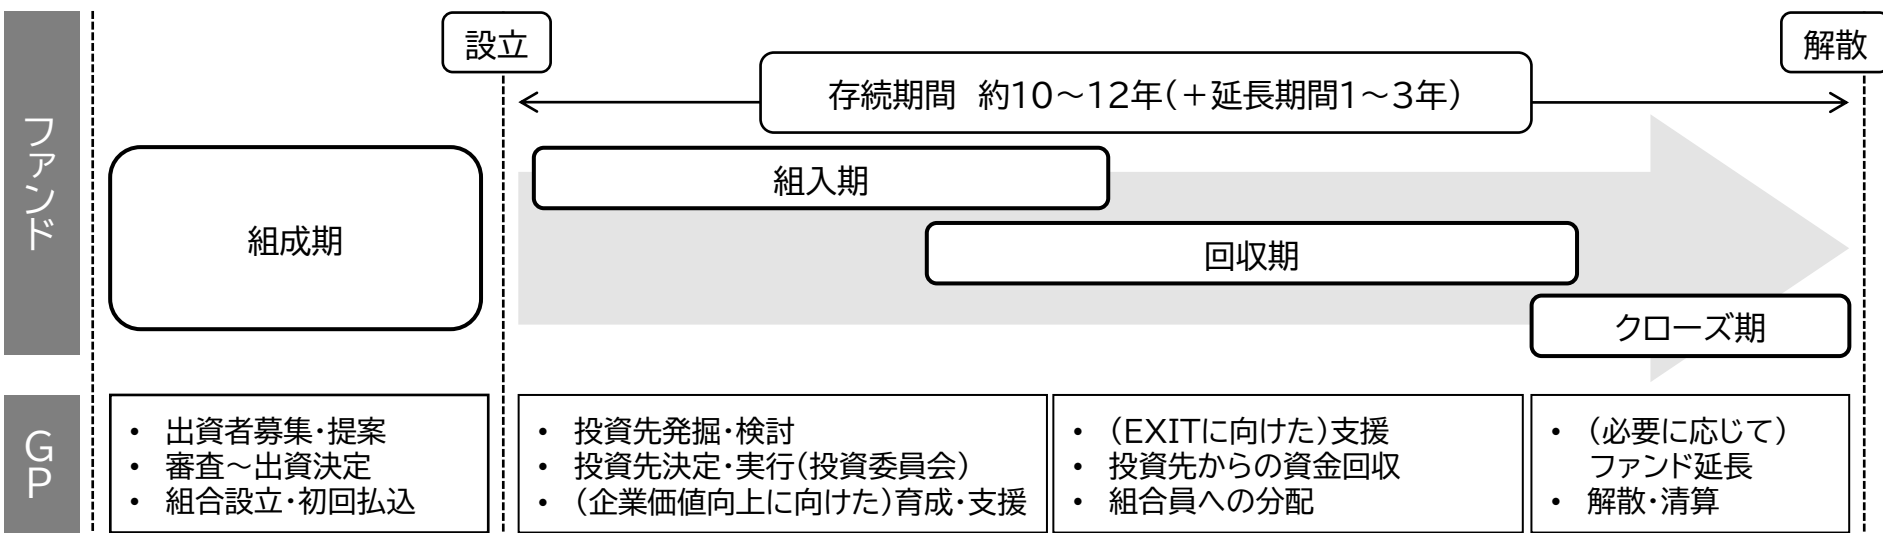 ファンド
設立
解散
存続期間 約10～12年(＋延長期間1～3年)
組成期
組入期
回収期
クローズ期
GP
• 出資者募集・提案
• 審査～出資決定
• 組合設立・初回払込
• 投資先発掘・検討
• 投資先決定・実行(投資委員会)
• (企業価値向上に向けた)育成・支援
• (EXITに向けた)支援
• 投資先からの資金回収
• 組合員への分配
• (必要に応じて)
ファンド延長
• 解散・清算